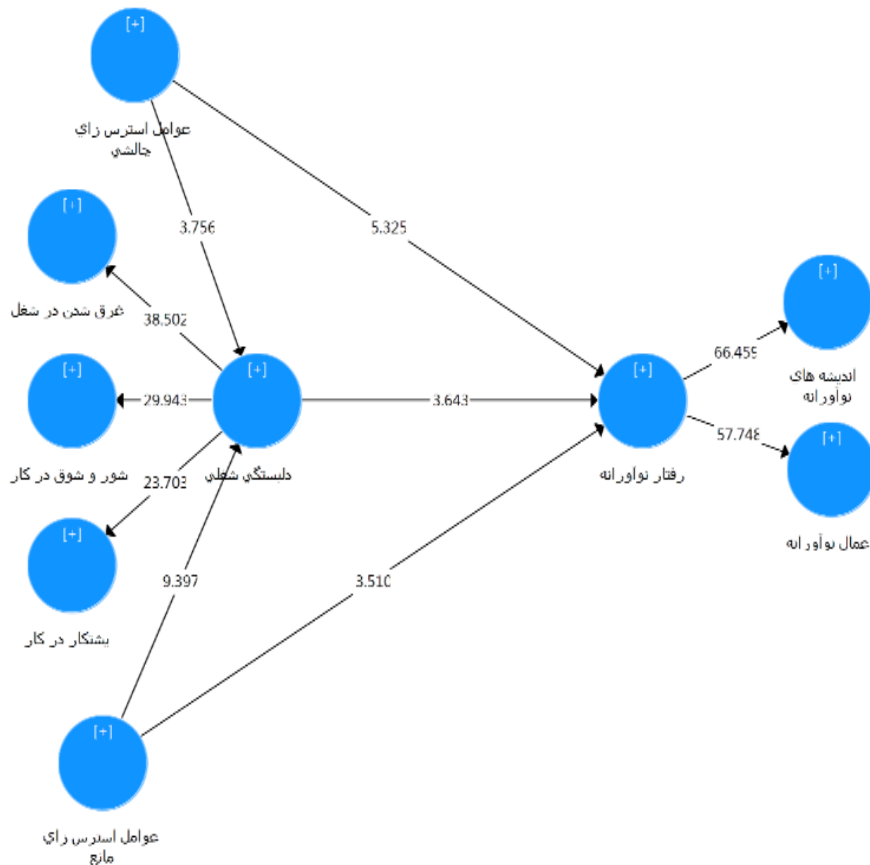 [+]
عوامل استرس زاي
چالشي
3.756
5.325
[+]
غرق شدن در شغل
38.502
[+]
66.459
اندیشه های
نوآورانه
[+]
شور و شوق در کار
29.943
[+]
دلبستگي شغلي
3.643
[+]
رفتار نوآورانه
57.748
[+]
عمال نوآورانه
23.703
[+]
پشتکار در کار
9.397
3.510
[+]
عوامل استرس زاي
مانع